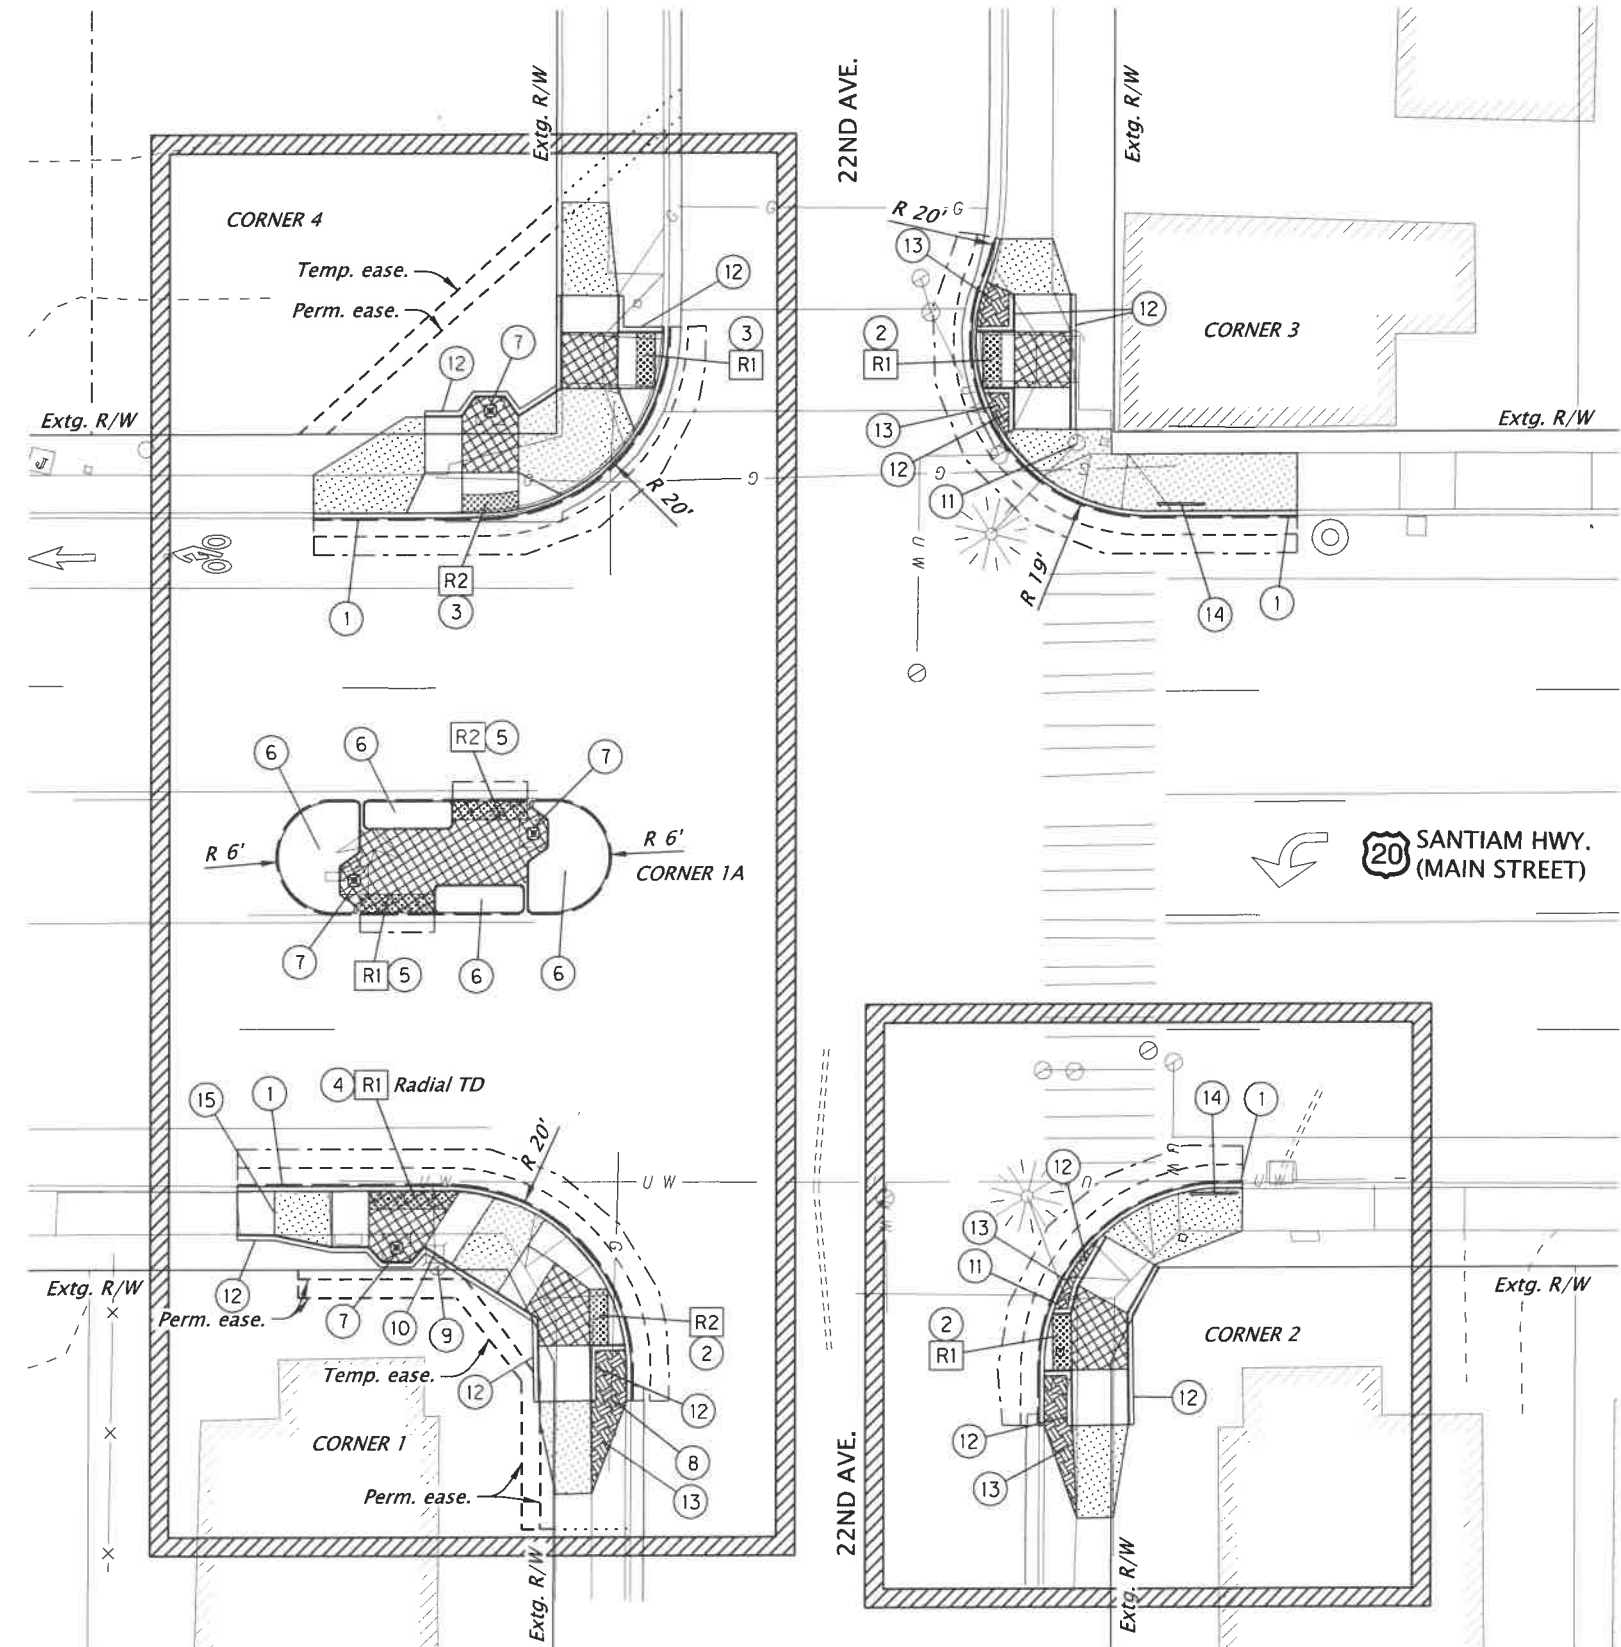 Extg. R/W
22ND AVE.
Extg. R/W
CORNER 4
G
G
R 20'
G
13
Temp. ease.
12
Perm. ease.
12
CORNER 3
7
3
R1
2
R1
12
Extg. R/W
Extg. R/W
13
12
J
G
G
G
G
11
R 20'
U W
R 19'
R2
3
1
14
1
6
6
R2
5
7
R 6'
R 6'
CORNER 1A
20
SANTIAM HWY.
(MAIN STREET)
7
R1
5
6
6
15
1
4
R1
Radial TD
14
1
R 20'
12
U W
U W
U W
U
U W
W
13
G
11
Extg. R/W
12
Perm. ease.
7
10
9
R2
2
2
R1
CORNER 2
Extg. R/W
Temp. ease.
12
12
12
CORNER 1
12
8
13
Perm. ease.
13
22ND AVE.
Extg. R/W
Extg. R/W